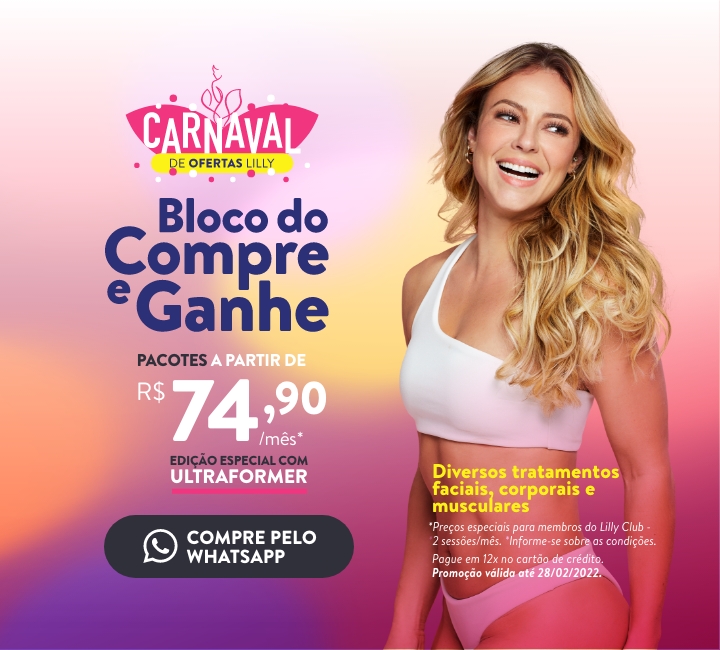 CARNAVAL
DE OFERTAS LILLY
Bloco do
Compre
e Ganhe
PACOTES A PARTIR DE
R$ 74,90
/mês*
EDIÇÃO ESPECIAL COM
ULTRAFORMER
COMPRE PELO
WHATSAPP
Diversos tratamentos
faciais, corporais e
musculares
*Preços especiais para membros do Lilly Club -
2 sessões/mês. *Informe-se sobre as condições.
Pague em 12x no cartão de crédito.
Promoção válida até 28/02/2022.